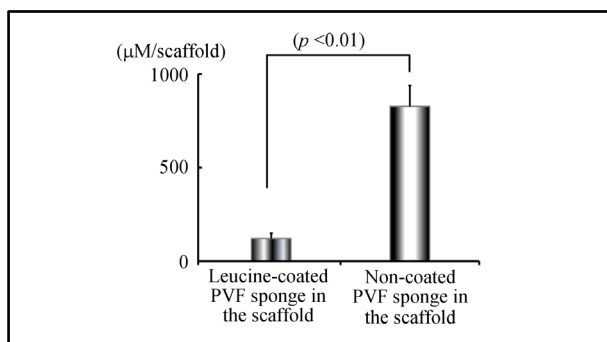 (p <0.01)
(μM/scaffold)
1000
500
0
Leucine-coated
PVF sponge in
the scaffold
Non-coated
PVF sponge in
the scaffold